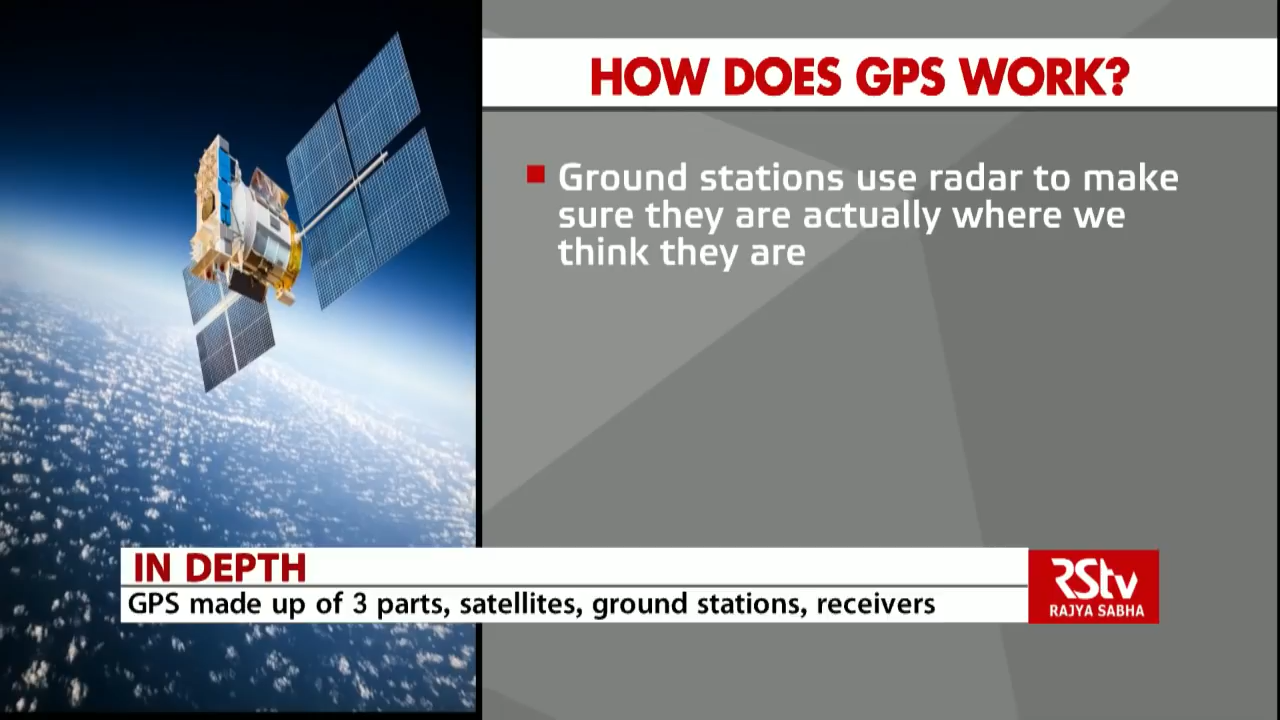 HOW DOES GPS WORK?
Ground stations use radar to make
sure they are actually where we
think they are
IN DEPTH
GPS made up of 3 parts, satellites, ground stations, receivers
RStv
RAJYA SABHA